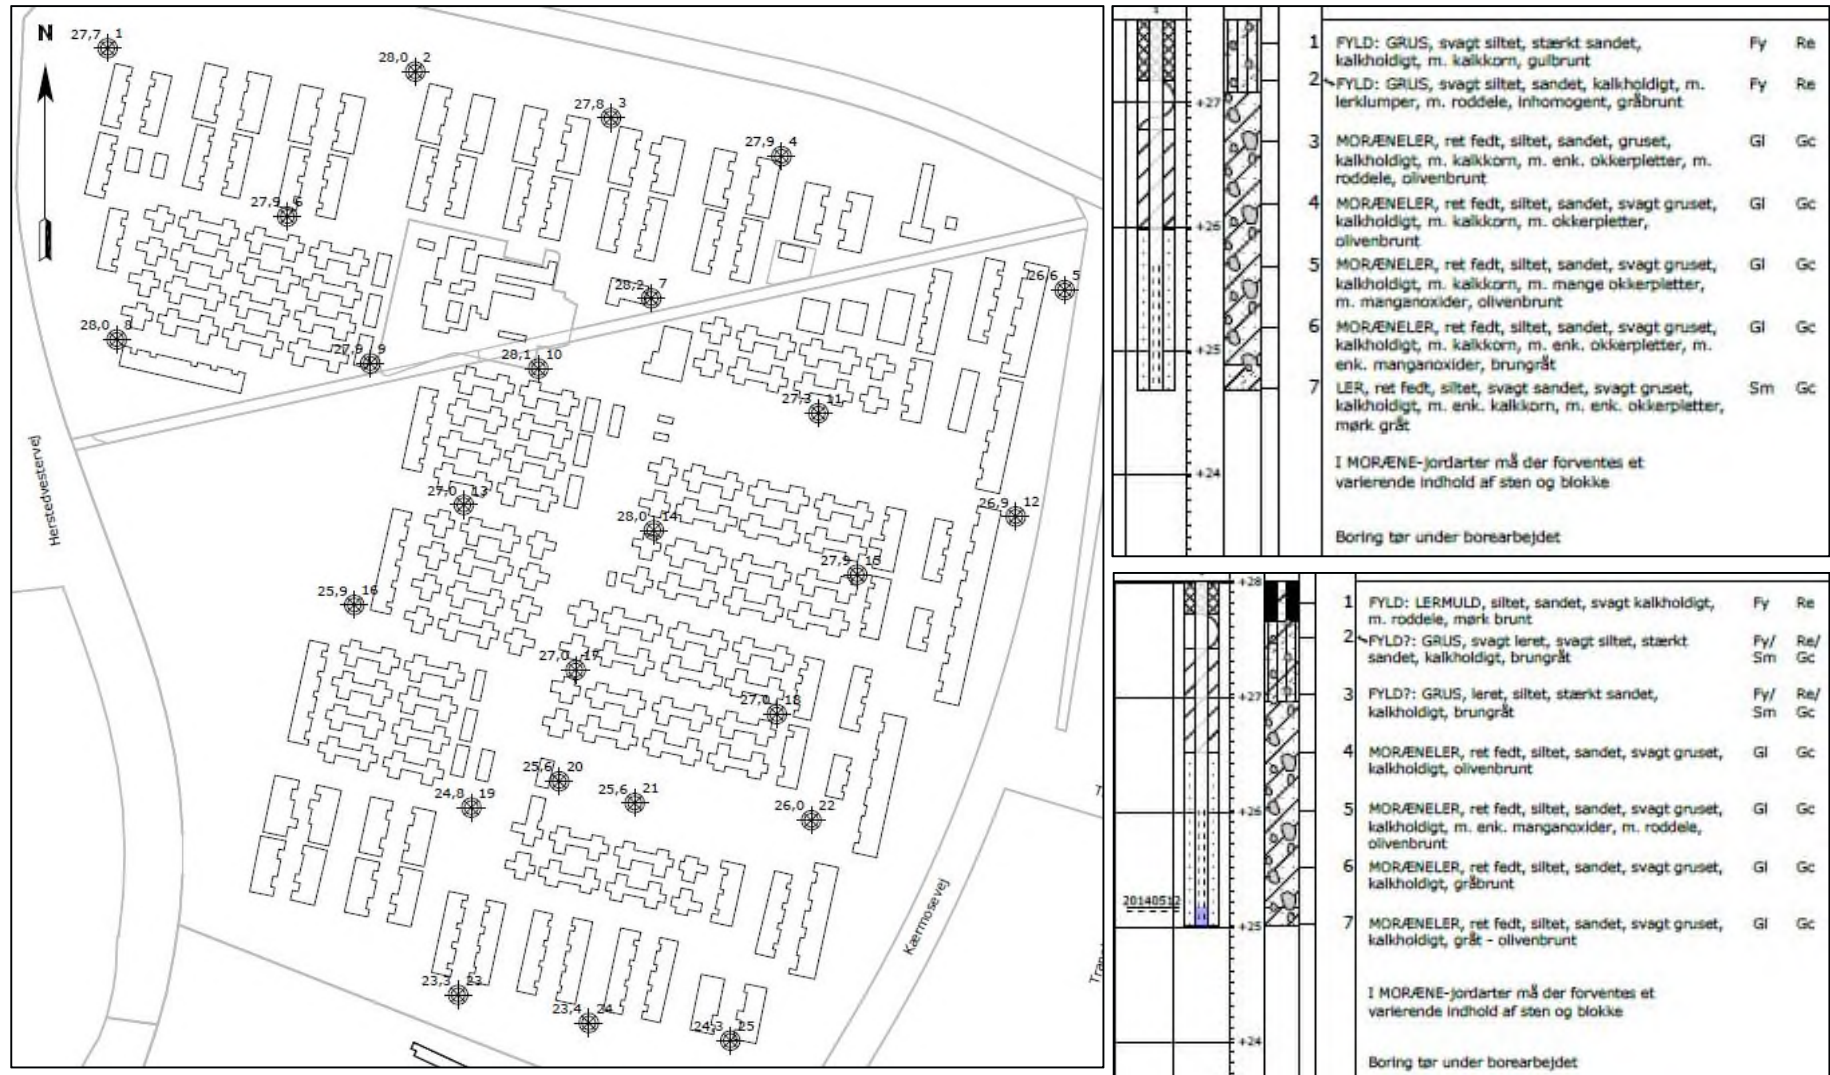 N
27,7 1
28,0 2
27,8 3
27,9 4
26,6 5
27,9 6
28,2 7
28,0 8
27,9 9
28,1 10
27,3 11
26,9 12
27,0 13
28,0 14
27,9 15
25,9 16
27,0 17
27,0 18
24,8 19
25,6 20
25,6 21
26,0 22
23,3 23
23,4 24
24,3 25
Herstedvestervej
Kærmosevej
1 FYLD: GRUS, svagt siltet, stærkt sandet, Fy Re
kalkholdigt, m. kalkkorn, gulbrunt
2 FYLD: GRUS, svagt siltet, sandet, kalkholdigt, m. Fy Re
lerklumper, m. roddele, inhomogent, gråbrunt
+27
3 MORÆNELER, ret fedt, siltet, sandet, gruset, Gl Gc
kalkholdigt, m. kalkkorn, m. enk. okkerpletter, m.
roddele, olivenbrunt
4 MORÆNELER, ret fedt, siltet, sandet, svagt gruset, Gl Gc
kalkholdigt, m. kalkkorn, m. okkerpletter,
+26
olivenbrunt
5 MORÆNELER, ret fedt, siltet, sandet, svagt gruset, Gl Gc
kalkholdigt, m. kalkkorn, m. mange okkerpletter,
m. manganoxider, olivenbrunt
6 MORÆNELER, ret fedt, siltet, sandet, svagt gruset, Gl Gc
kalkholdigt, m. kalkkorn, m. enk. okkerpletter, m.
+25
enk. manganoxider, brungråt
7 LER, ret fedt, siltet, svagt sandet, svagt gruset, Sm Gc
kalkholdigt, m. enk. kalkkorn, m. enk. okkerpletter,
mørk gråt
I MORÆNE-jordarter må der forventes et
+24
varierende indhold af sten og blokke
Boring tør under borearbejdet
+28
1 FYLD: LERMULD, siltet, sandet, svagt kalkholdigt, Fy Re
m. roddele, mørk brunt
2 FYLD?: GRUS, svagt leret, svagt siltet, stærkt Fy/ Re/
sandet, kalkholdigt, brungråt Sm Gc
+27
3 FYLD?: GRUS, leret, siltet, stærkt sandet, Fy/ Re/
kalkholdigt, brungråt Sm Gc
4 MORÆNELER, ret fedt, siltet, sandet, svagt gruset, Gl Gc
kalkholdigt, olivenbrunt
+26
5 MORÆNELER, ret fedt, siltet, sandet, svagt gruset, Gl Gc
kalkholdigt, m. enk. manganoxider, m. roddele,
olivenbrunt
6 MORÆNELER, ret fedt, siltet, sandet, svagt gruset, Gl Gc
kalkholdigt, gråbrunt
20140512
+25
7 MORÆNELER, ret fedt, siltet, sandet, svagt gruset, Gl Gc
kalkholdigt, gråt - olivenbrunt
I MORÆNE-jordarter må der forventes et
varierende indhold af sten og blokke
+24
Boring tør under borearbejdet